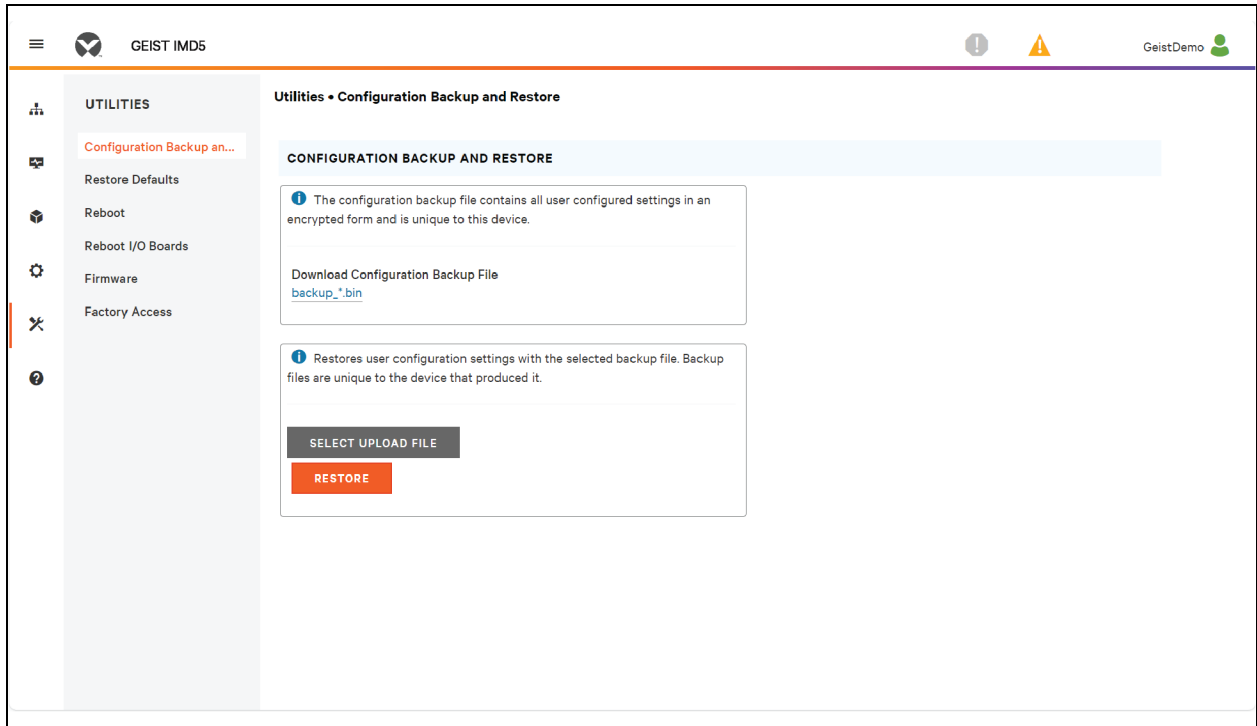 GEIST IMD5
GeistDemo
UTILITIES
Configuration Backup an...
Restore Defaults
Reboot
Reboot I/O Boards
Firmware
Factory Access
Utilities • Configuration Backup and Restore
CONFIGURATION BACKUP AND RESTORE
The configuration backup file contains all user configured settings in an
encrypted form and is unique to this device.
Download Configuration Backup File
backup_*.bin
Restores user configuration settings with the selected backup file. Backup
files are unique to the device that produced it.
SELECT UPLOAD FILE
RESTORE